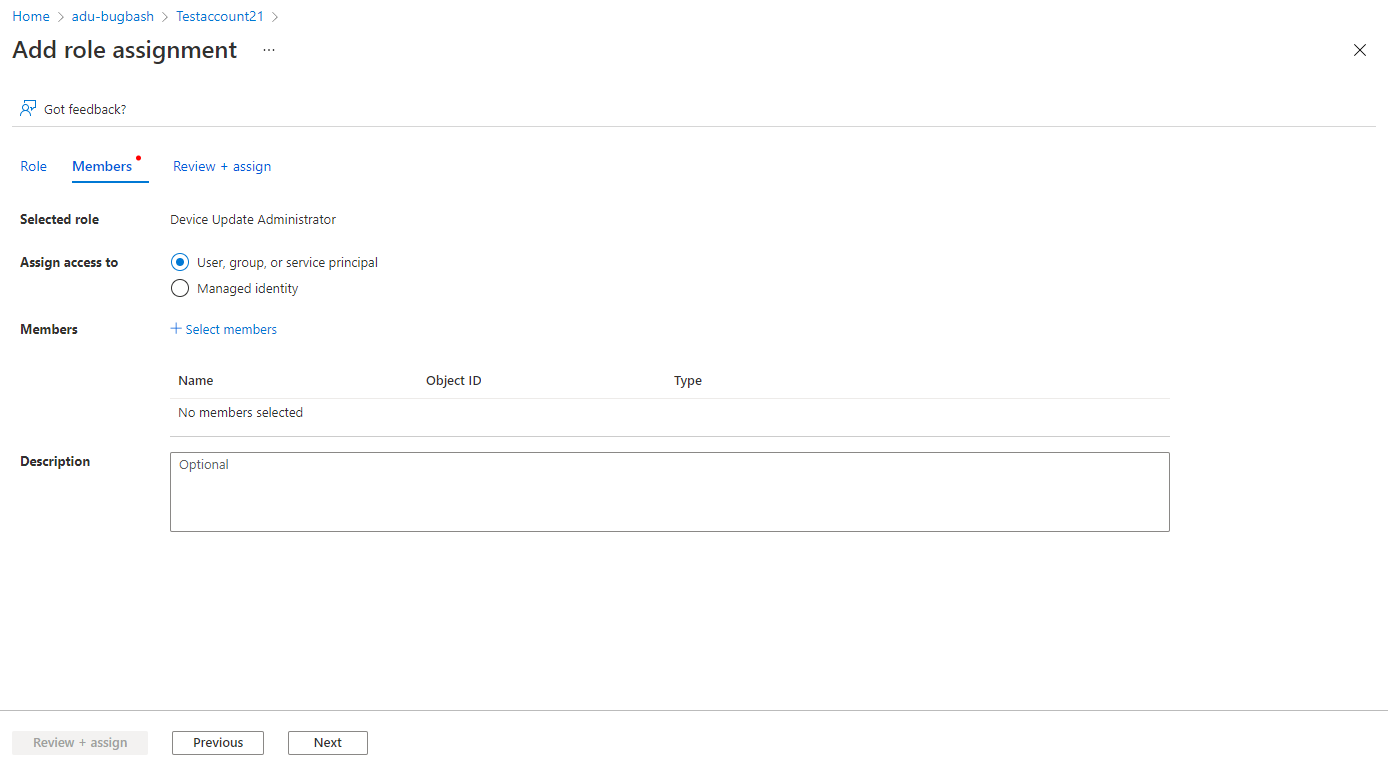 Home > adu-bugbash > Testaccount21 >
Add role assignment ...
Got feedback?
Role Members Review + assign
Selected role Device Update Administrator
Assign access to User, group, or service principal
Managed identity
Members + Select members
Name Object ID Type
No members selected
Description Optional
Review + assign Previous Next